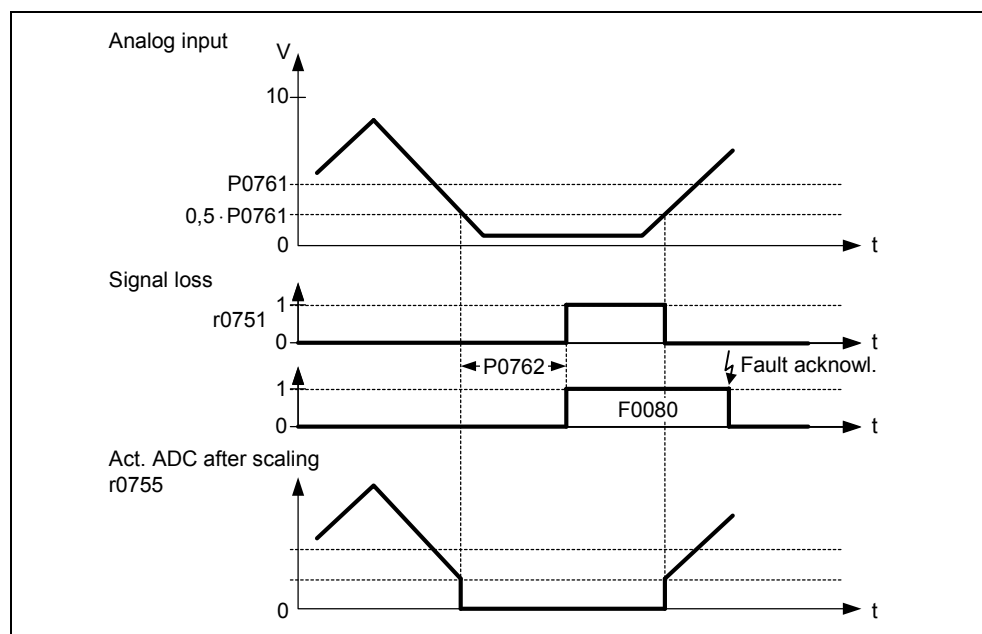 Analog input
V
10
P0761
0,5 · P0761
0
t
Signal loss
r0751
1
0
t
P0762
Fault acknowl.
1
0
F0080
t
Act. ADC after scaling
r0755
0
t